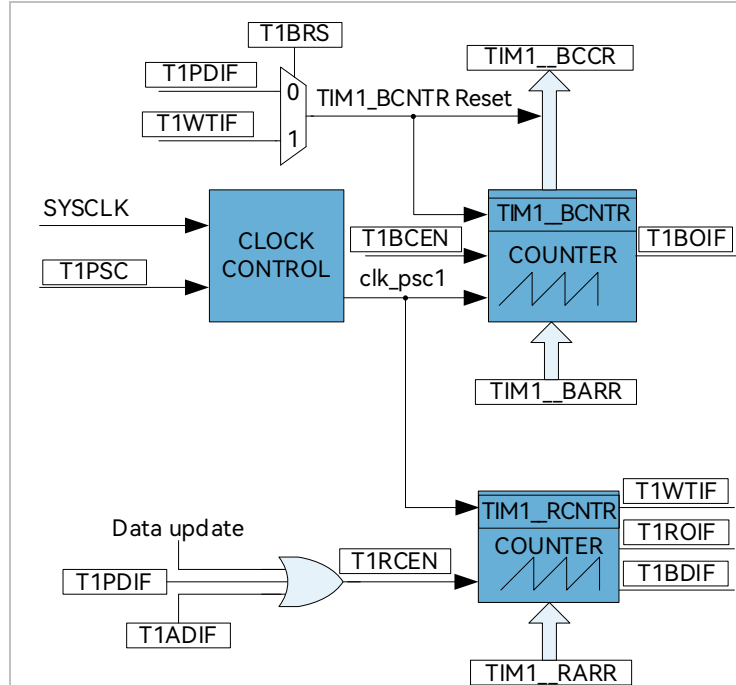 T1BRS
T1PDIF
0
TIM1__BCCR
TIM1_BCNTR Reset
T1WTIF
1
SYSCLK
CLOCK
CONTROL
TIM1__BCNTR
T1BCEN
COUNTER
T1BOIF
T1PSC
clk_psc1
TIM1__BARR
T1WTIF
TIM1__RCNTR
Data update
T1ROIF
COUNTER
T1RCEN
T1PDIF
T1BDIF
T1ADIF
TIM1__RARR